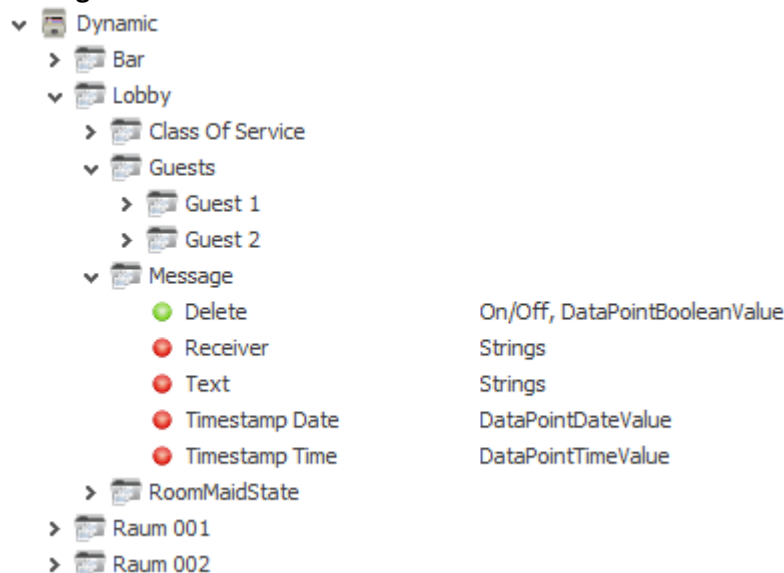 Dynamic
Bar
Lobby
Class Of Service
Guests
Guest 1
Guest 2
Message
Delete On/Off, DataPointBooleanValue
Receiver Strings
Text Strings
Timestamp Date DataPointDateValue
Timestamp Time DataPointTimeValue
RoomMaidState
Raum 001
Raum 002